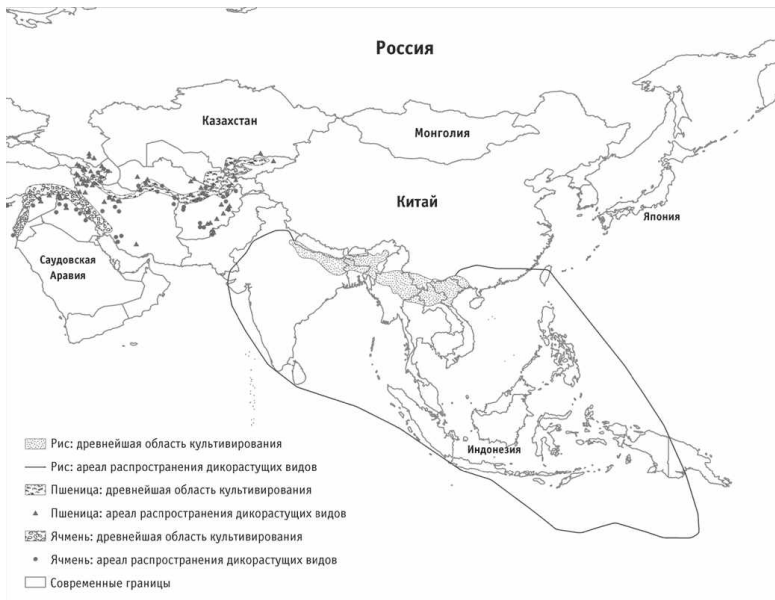 Россия
Казахстан
Монголия
Китай
Япония
Саудовская
Аравия
Индонезия
Рис: древнейшая область культивирования
Рис: ареал распространения дикорастущих видов
Пшеница: древнейшая область культивирования
Пшеница: ареал распространения дикорастущих видов
Ячмень: древнейшая область культивирования
Ячмень: ареал распространения дикорастущих видов
Современные границы